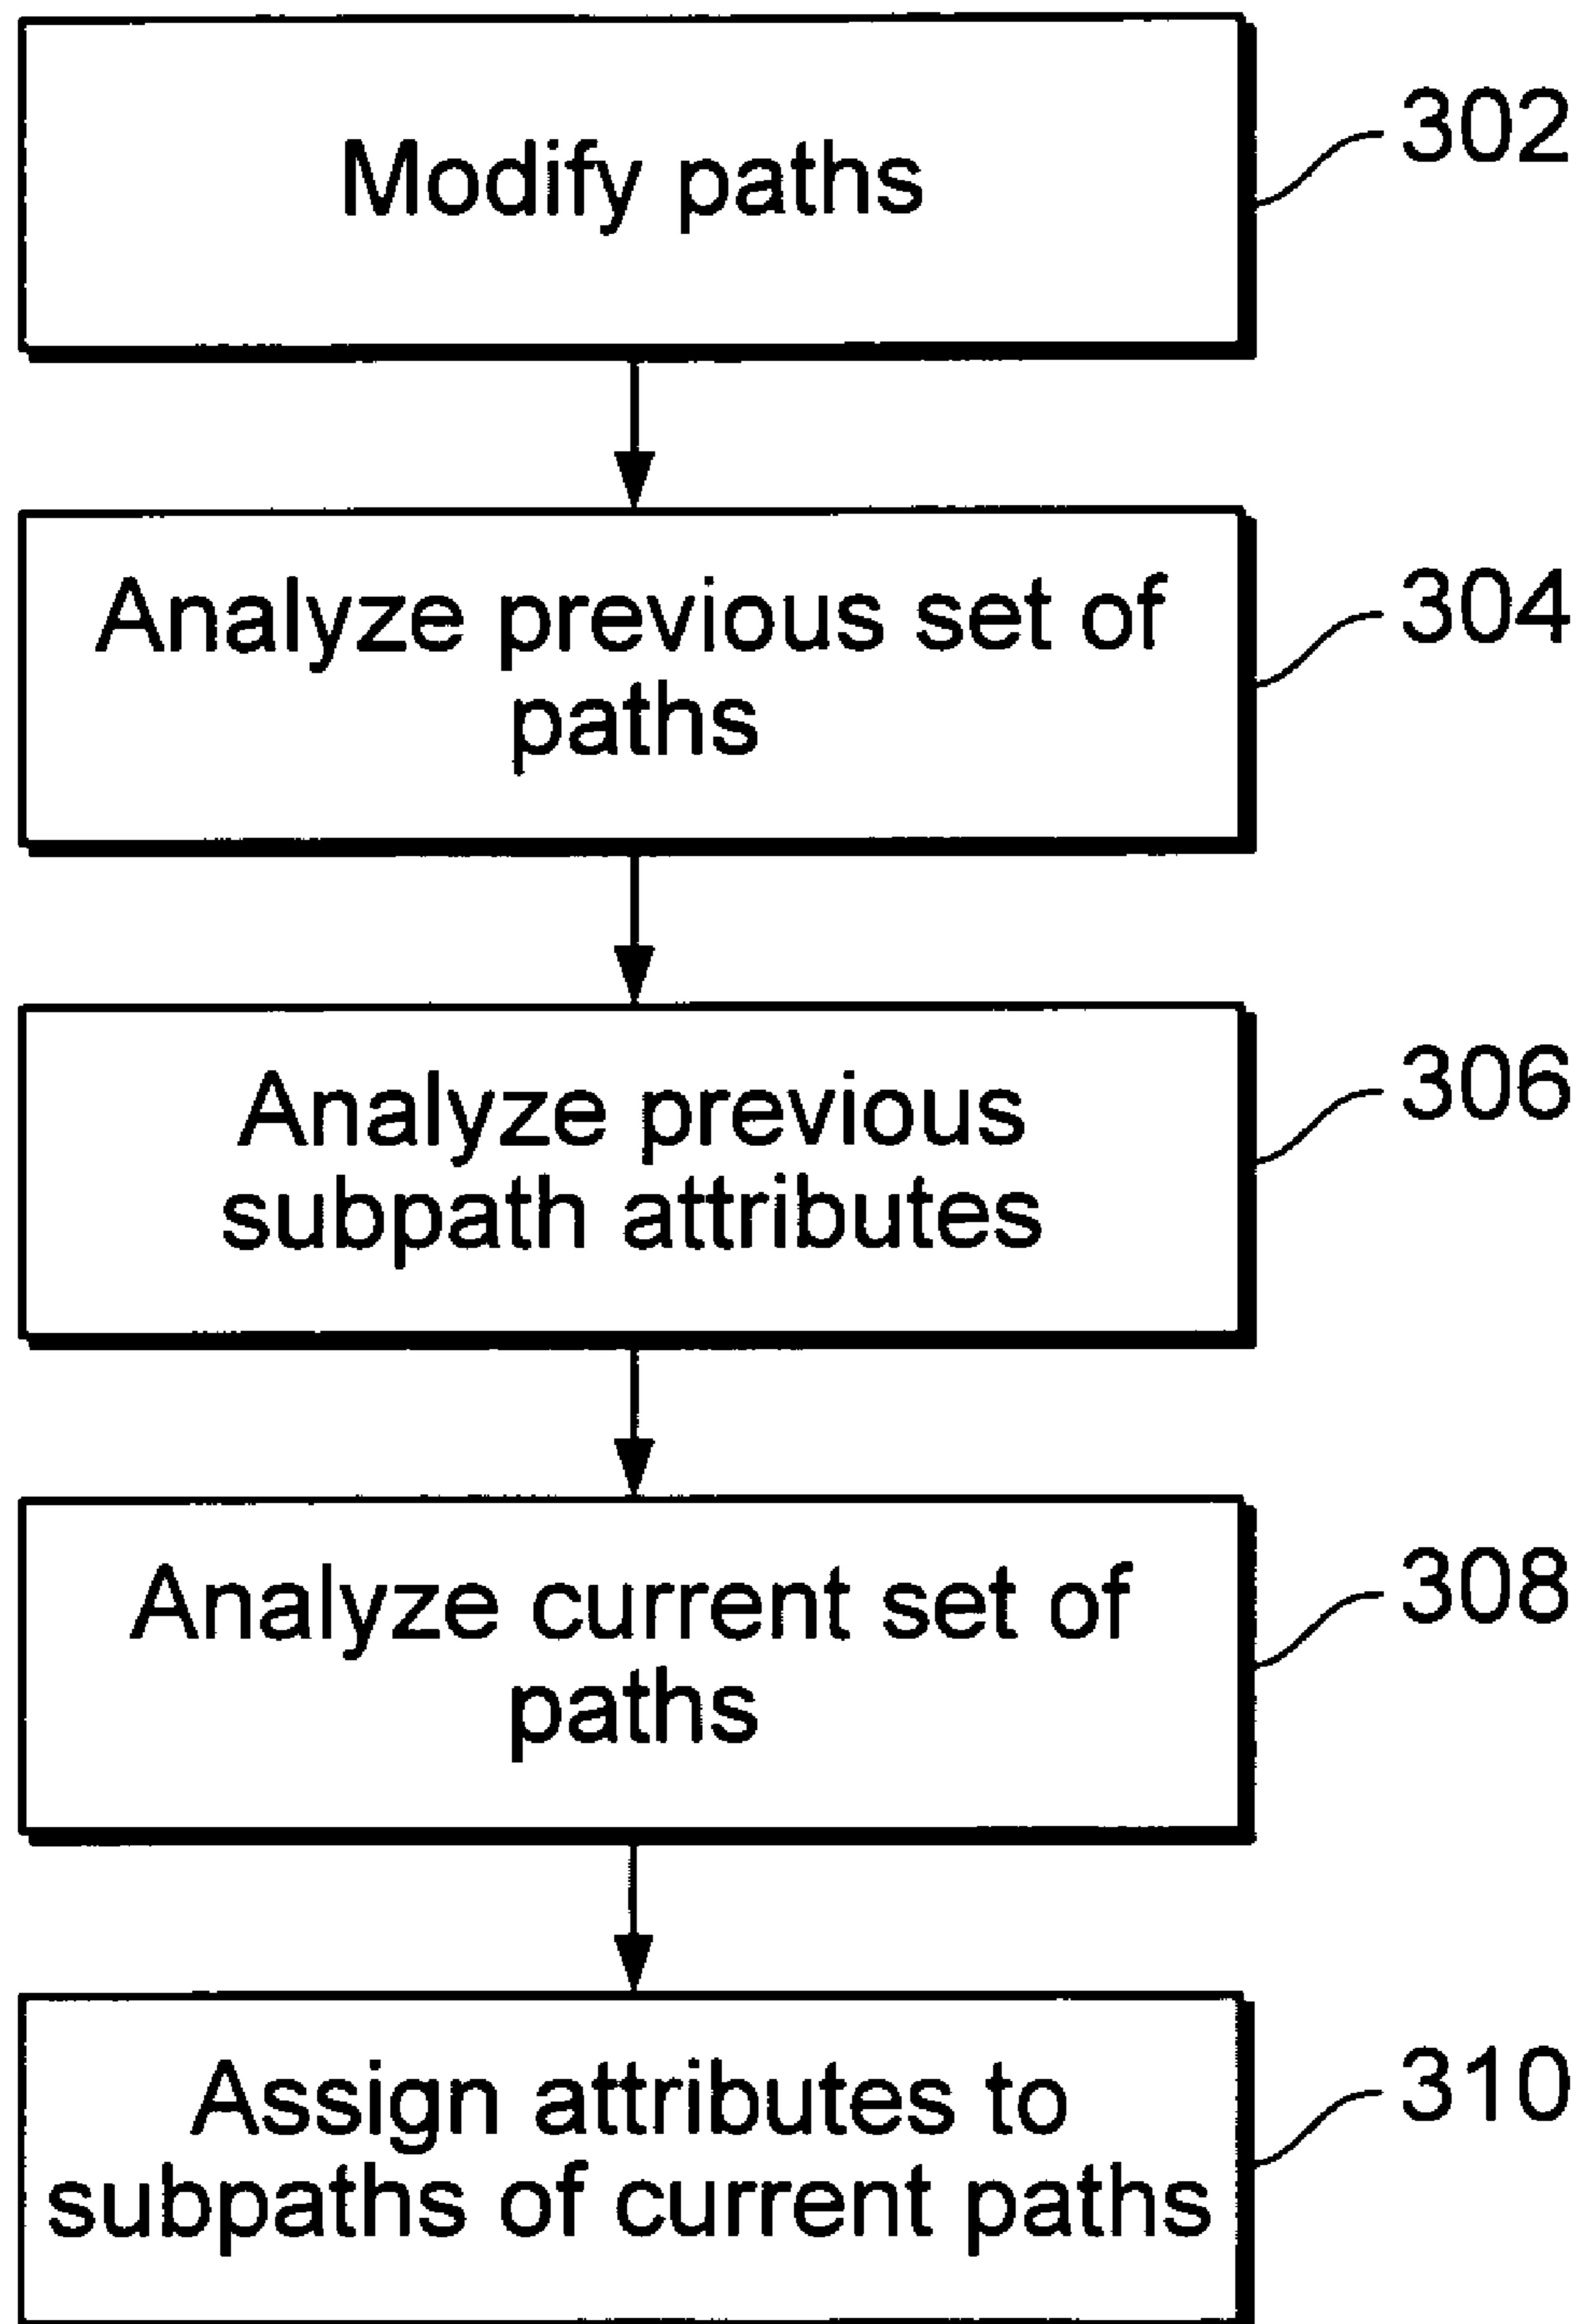 Modify paths
302
Analyze previous set of
paths
304
Analyze previous
subpath attributes
306
Analyze current set of
paths
308
Assign attributes to
subpaths of current paths
310